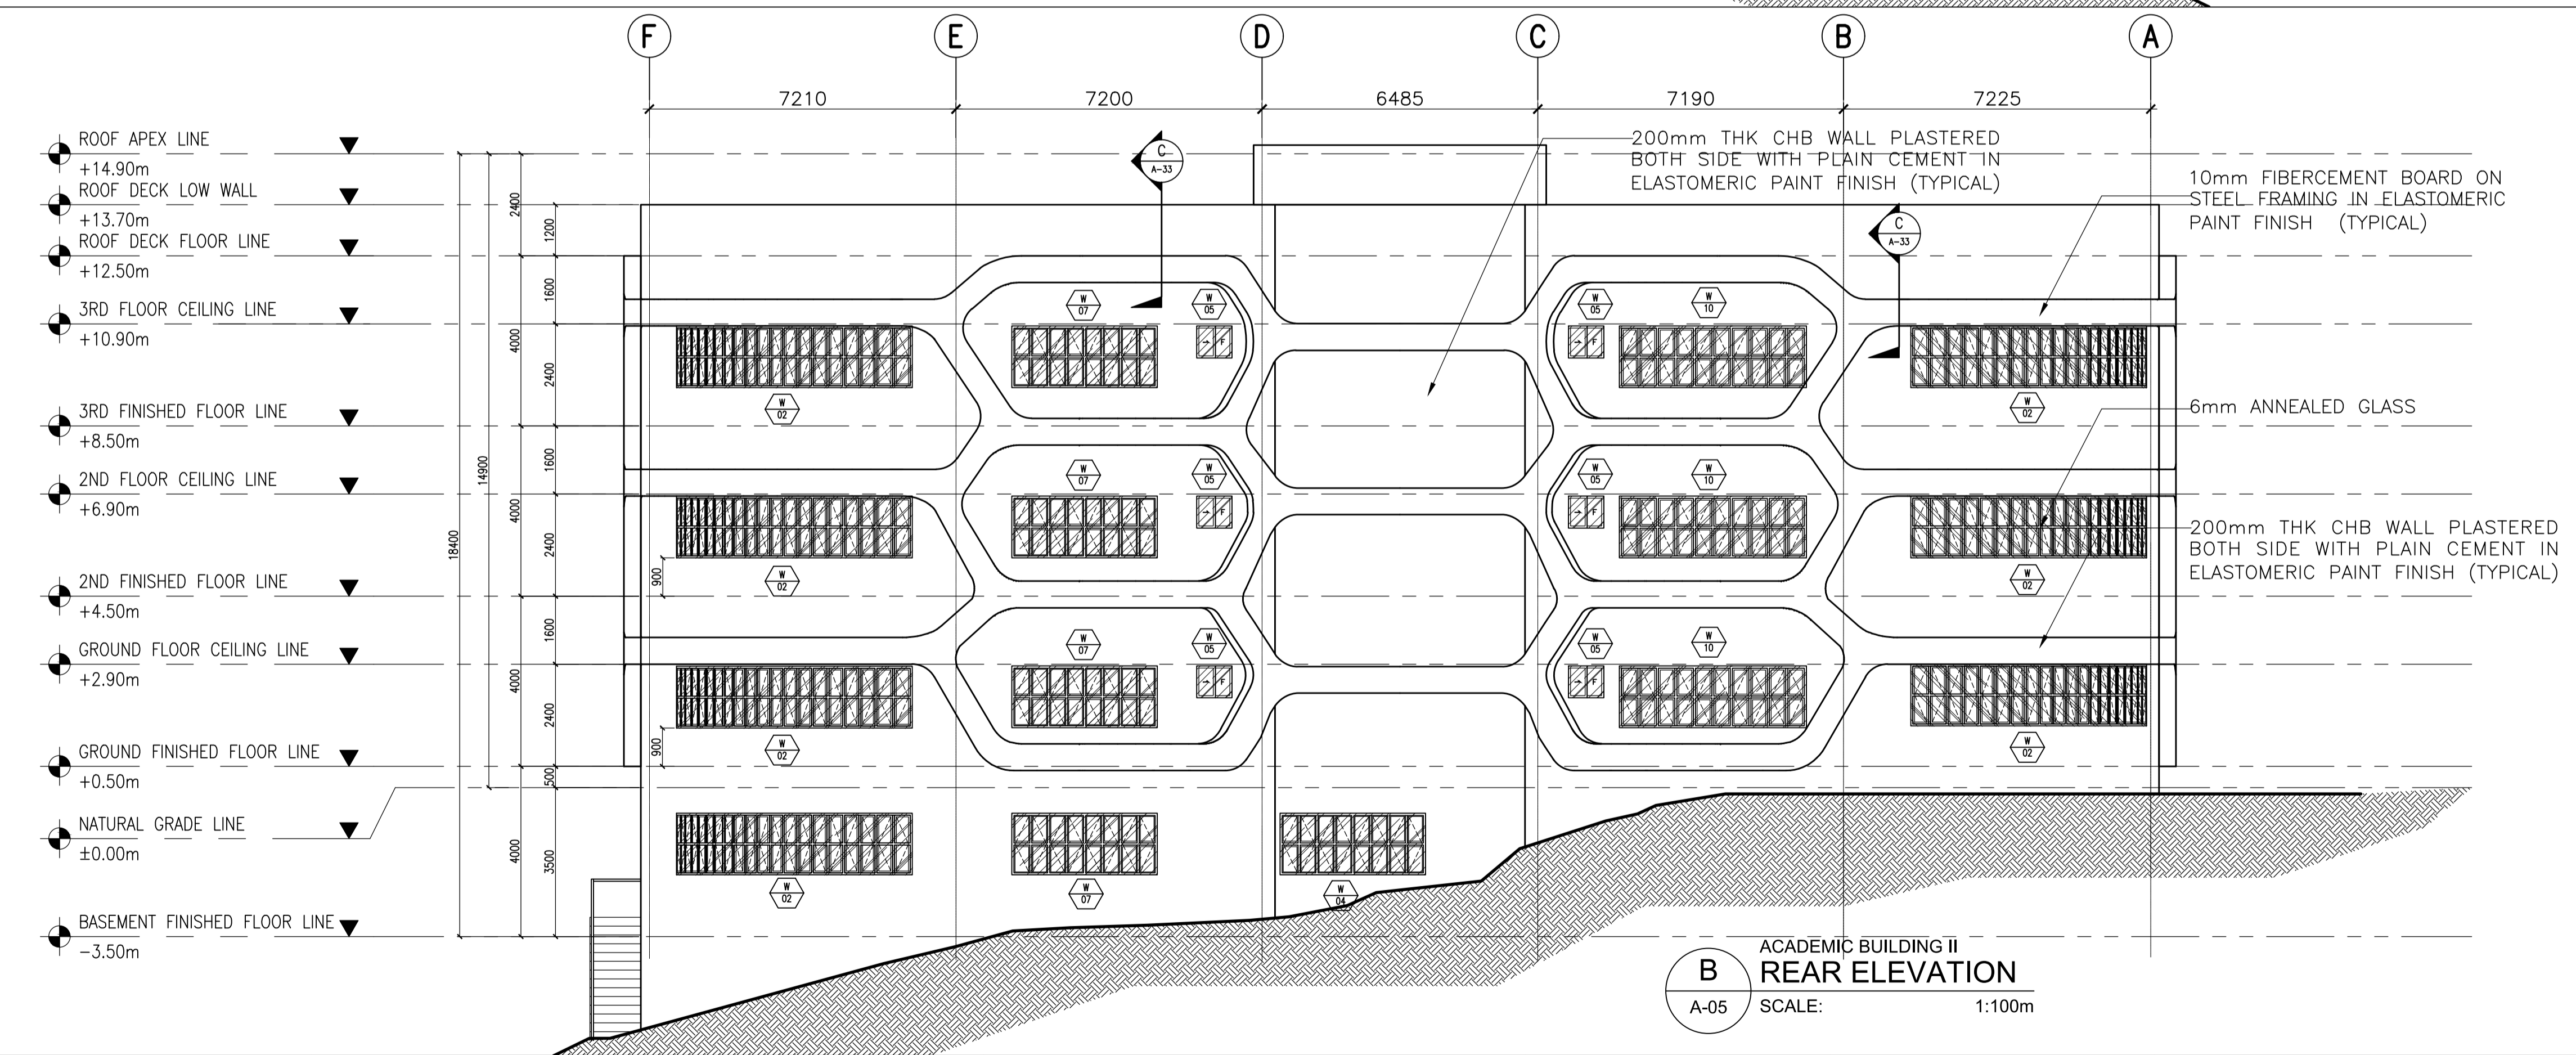 F E D C B A
7210 7200 6485 7190 7225
ROOF APEX LINE
+14.90m
ROOF DECK LOW WALL
+13.70m
ROOF DECK FLOOR LINE
+12.50m
3RD FLOOR CEILING LINE
+10.90m
3RD FINISHED FLOOR LINE
+8.50m
2ND FLOOR CEILING LINE
+6.90m
2ND FINISHED FLOOR LINE
+4.50m
GROUND FLOOR CEILING LINE
+2.90m
GROUND FINISHED FLOOR LINE
+0.50m
NATURAL GRADE LINE
±0.00m
BASEMENT FINISHED FLOOR LINE
−3.50m
18400
14900
2400
4000
4000
4000
4000
1200
1600
2400
1600
2400
1600
2400
500
3500
900
900
C
A-33
C
A-33
200mm THK CHB WALL PLASTERED
BOTH SIDE WITH PLAIN CEMENT IN
ELASTOMERIC PAINT FINISH (TYPICAL)
10mm FIBERCEMENT BOARD ON
STEEL FRAMING IN ELASTOMERIC
PAINT FINISH (TYPICAL)
6mm ANNEALED GLASS
200mm THK CHB WALL PLASTERED
BOTH SIDE WITH PLAIN CEMENT IN
ELASTOMERIC PAINT FINISH (TYPICAL)
W W W W
07 05 05 10
F F
W W
02 02
W W W W
07 05 05 10
F F
W W
02 02
W W W W
07 05 05 10
F F
W W
02 02
W W W
02 07 04
B
A-05
ACADEMIC BUILDING II
REAR ELEVATION
SCALE: 1:100m